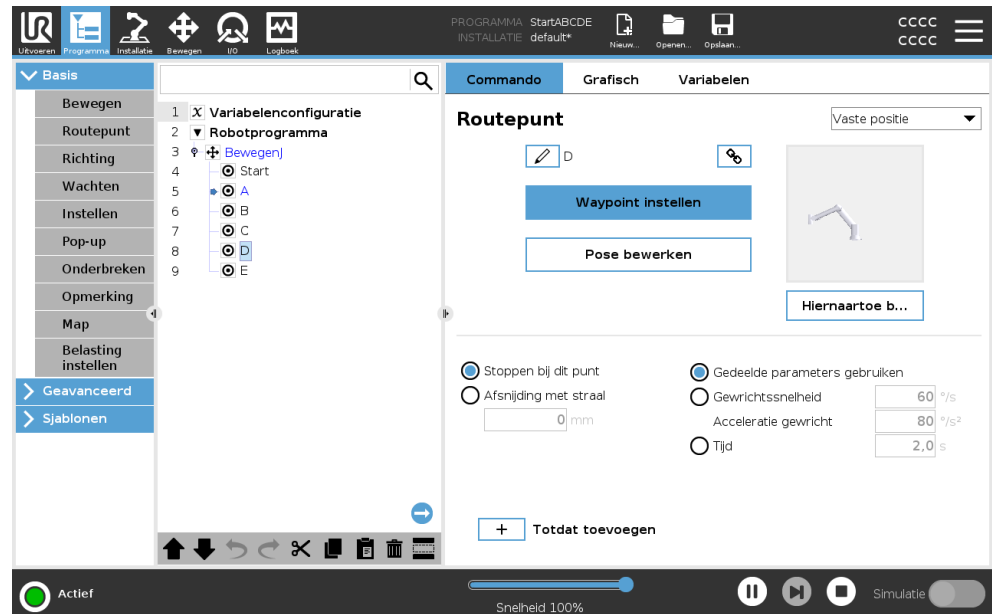 PROGRAMMA StartABCDE
INSTALLATIE default*
Uitvoeren Programma Installatie Bewegen I/O Logboek Nieuw... Openen... Opslaan...
CCCC
CCCC
Basis
Bewegen
Routepunt
Richting
Wachten
Instellen
Pop-up
Onderbreken
Opmerking
Map
Belasting
instellen
Geavanceerd
Sjablonen
1 X Variabelenconfiguratie
2 Robotprogramma
3 BewegenJ
4 Start
5 A
6 B
7 C
8 D
9 E
Commando Grafisch Variabelen
Routepunt
Vaste positie
D
Waypoint instellen
Pose bewerken
Hiernaartoe b...
Stoppen bij dit punt
Afsnijding met straal
0 mm
Gedeelde parameters gebruiken
Gewrichtssnelheid 60 °/s
Acceleratie gewricht 80 °/s²
Tijd 2,0 s
+ Totdat toevoegen
Actief
Snelheid 100%
Simulatie